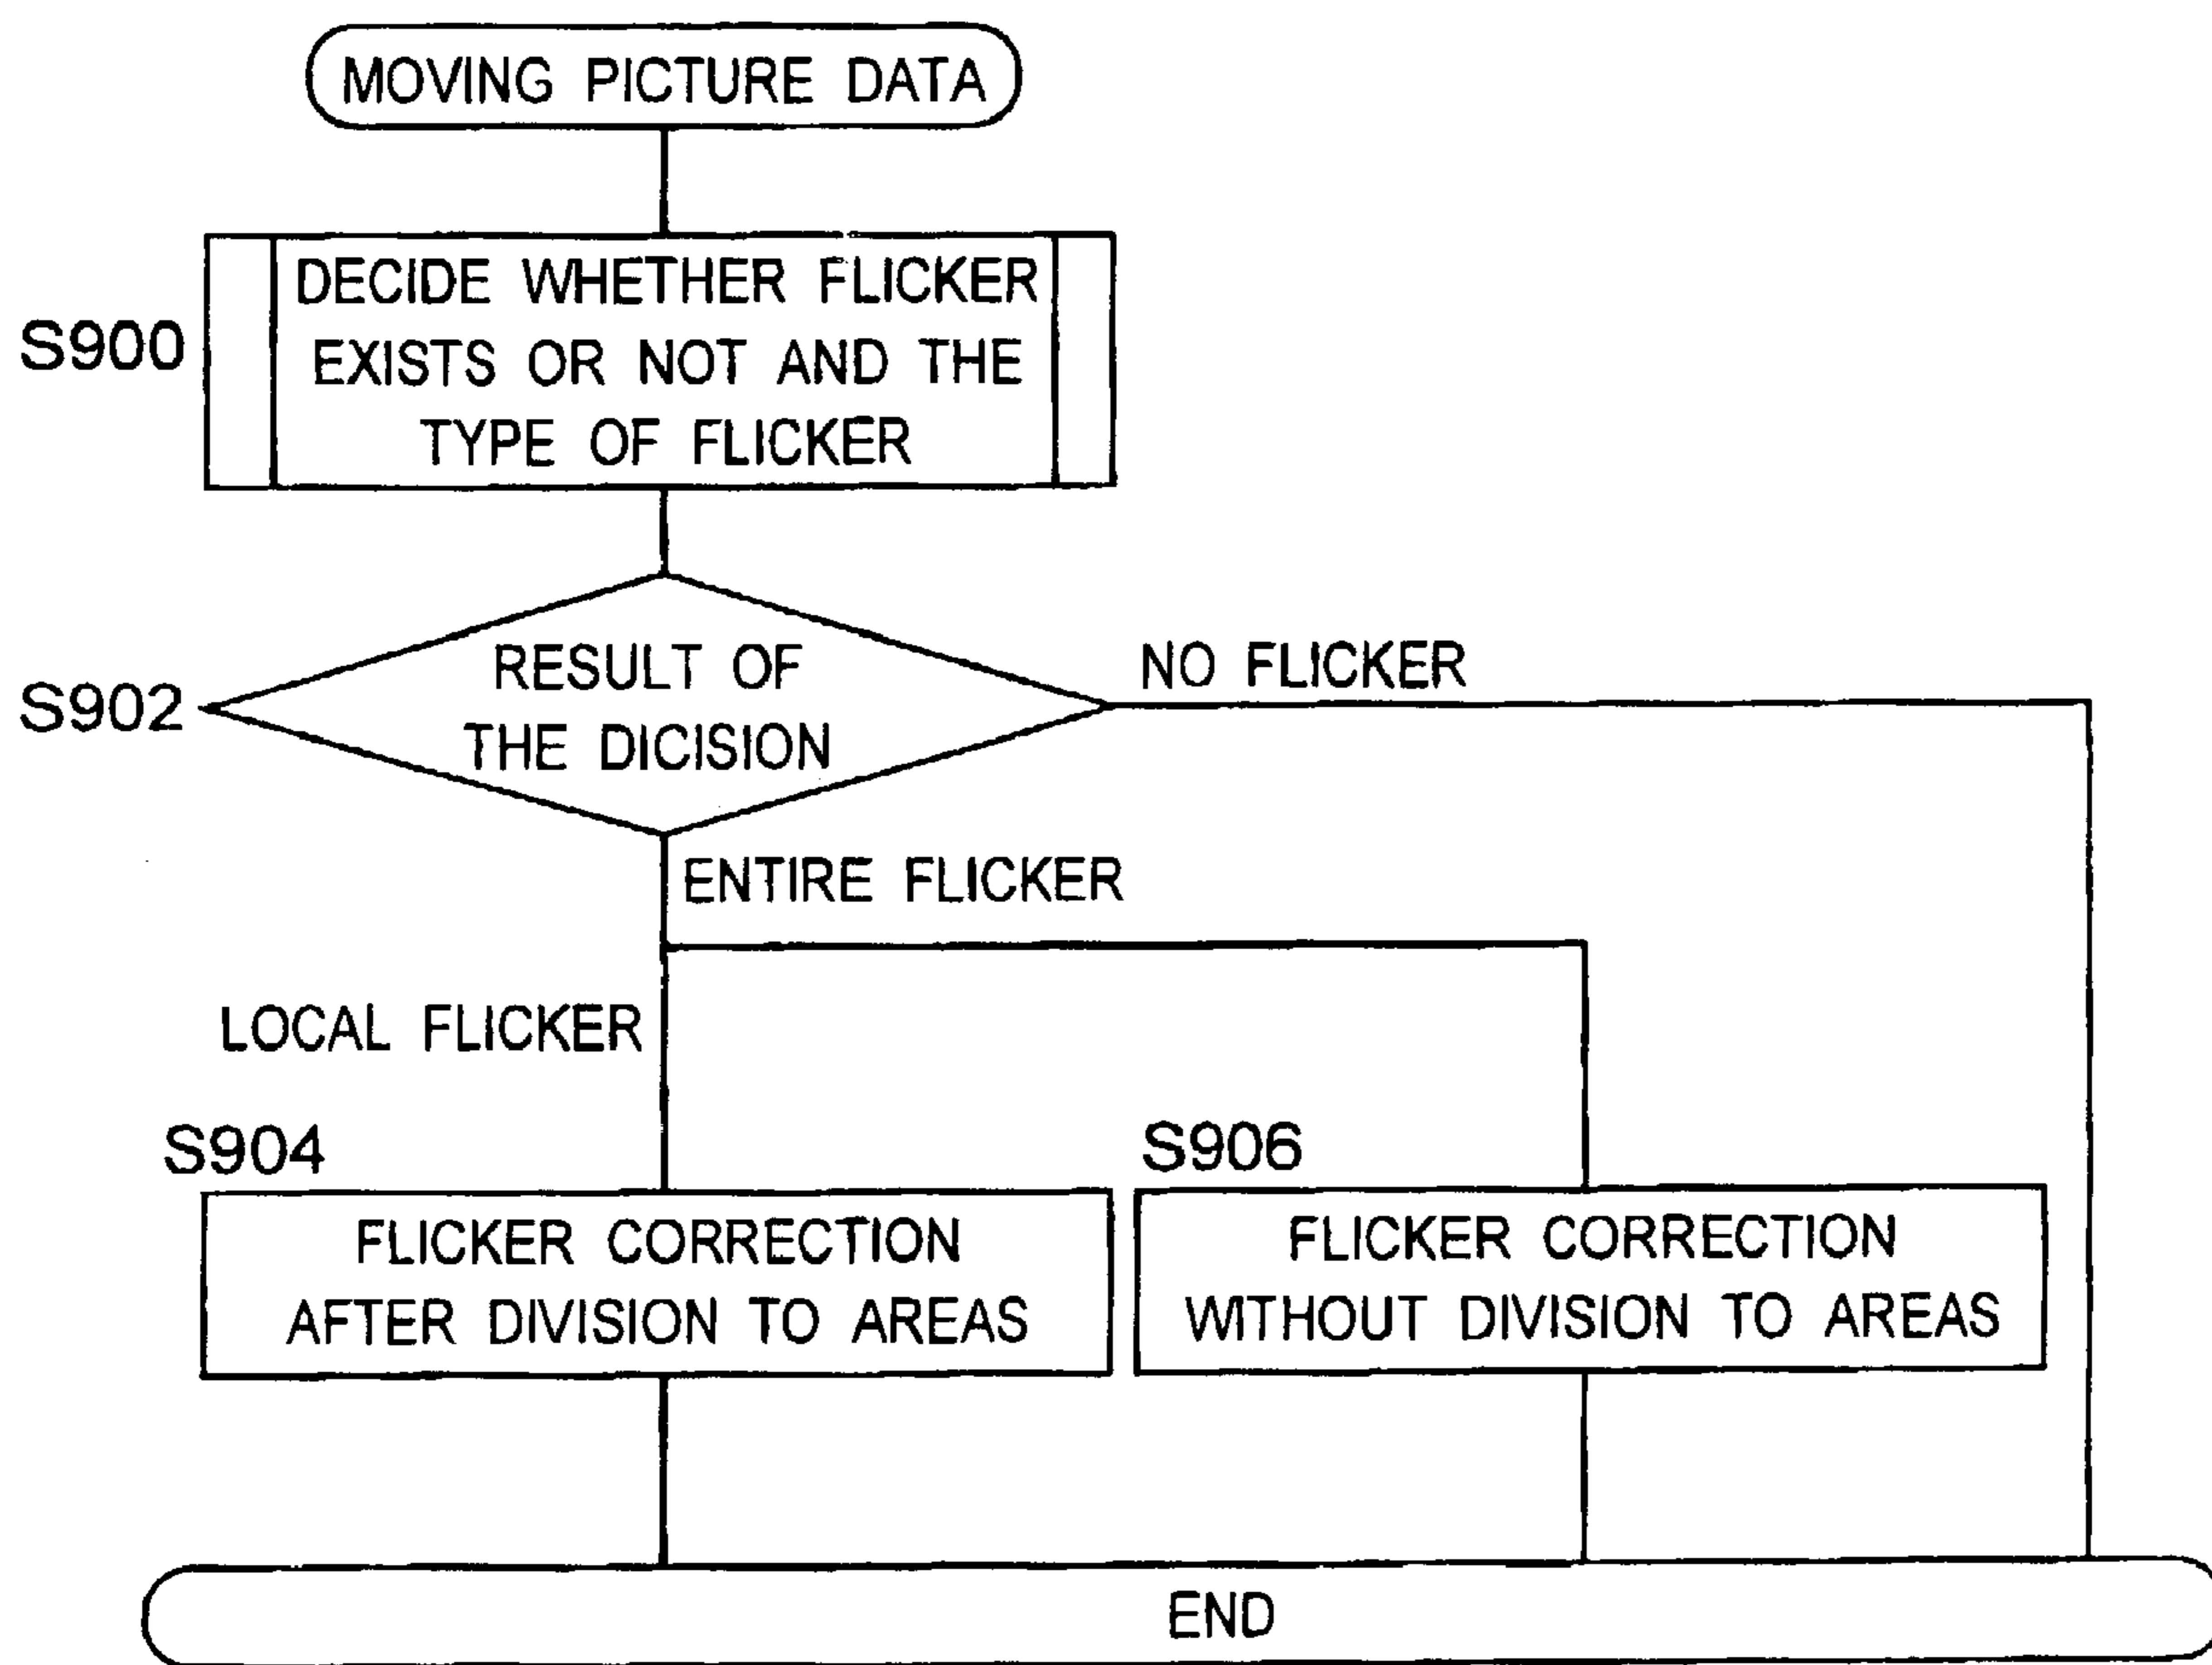 MOVING PICTURE DATA
S900
DECIDE WHETHER FLICKER
EXISTS OR NOT AND THE
TYPE OF FLICKER
S902
RESULT OF
THE DICISION
NO FLICKER
ENTIRE FLICKER
LOCAL FLICKER
S904
FLICKER CORRECTION
AFTER DIVISION TO AREAS
S906
FLICKER CORRECTION
WITHOUT DIVISION TO AREAS
END